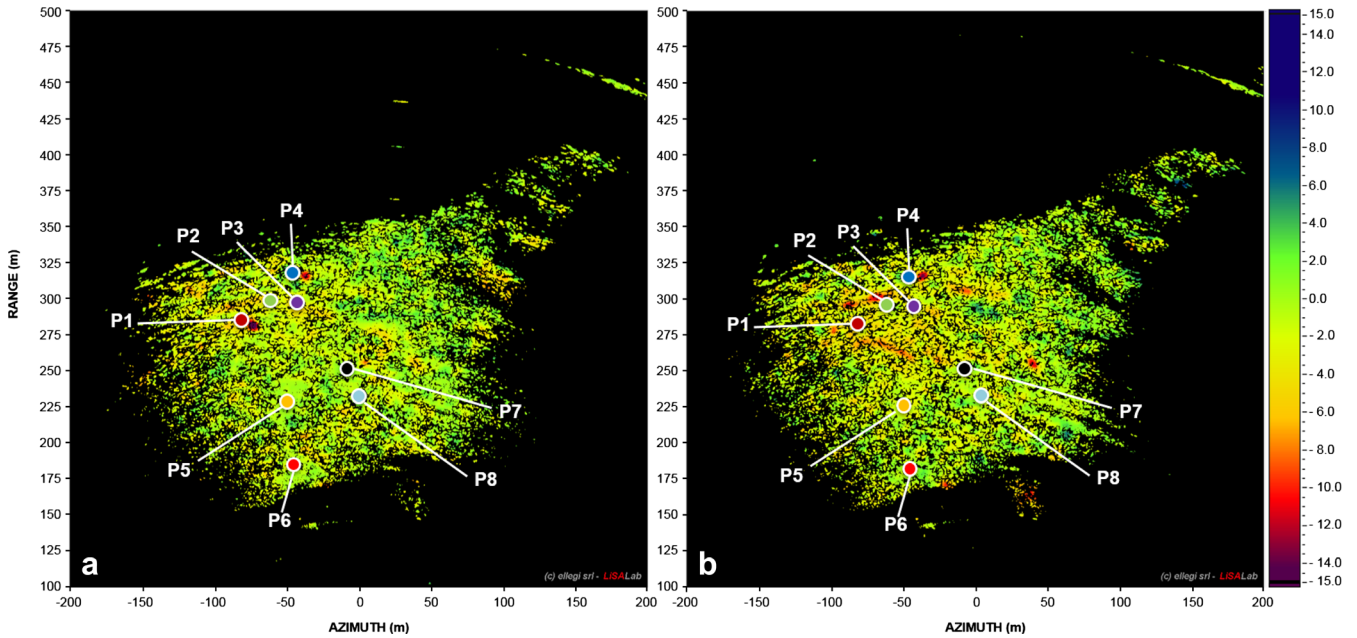 500
475
450
425
400
375
350
325
300
275
250
225
200
175
150
125
100
RANGE (m)
-200
-150
-100
-50
0
50
100
150
200
AZIMUTH (m)
P1
P2
P3
P4
P5
P6
P7
P8
a
(c) ellegi srl - LiSALab
500
475
450
425
400
375
350
325
300
275
250
225
200
175
150
125
100
-150
-100
-50
0
50
100
150
200
AZIMUTH (m)
P1
P2
P3
P4
P5
P6
P7
P8
b
(c) ellegi srl - LiSALab
15.0
14.0
12.0
10.0
8.0
6.0
4.0
2.0
0.0
-2.0
-4.0
-6.0
-8.0
-10.0
-12.0
-14.0
-15.0